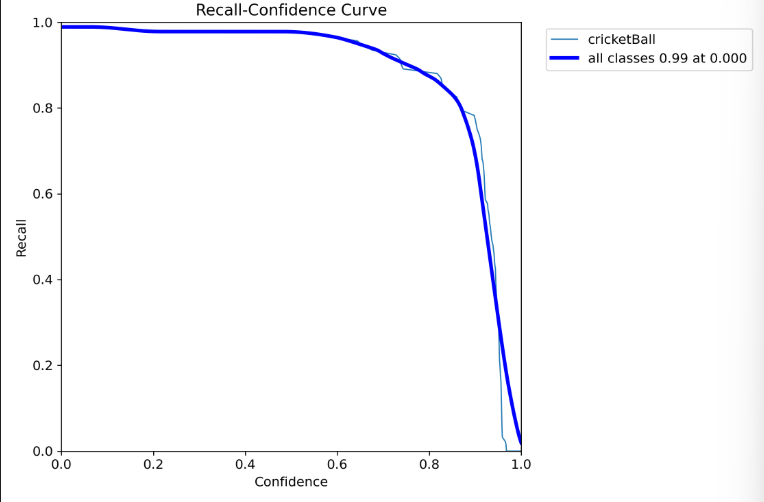 Recall-Confidence Curve
1.0
0.8
0.6
0.4
0.2
0.0
Recall
0.0 0.2 0.4 0.6 0.8 1.0
Confidence
cricketBall
all classes 0.99 at 0.000